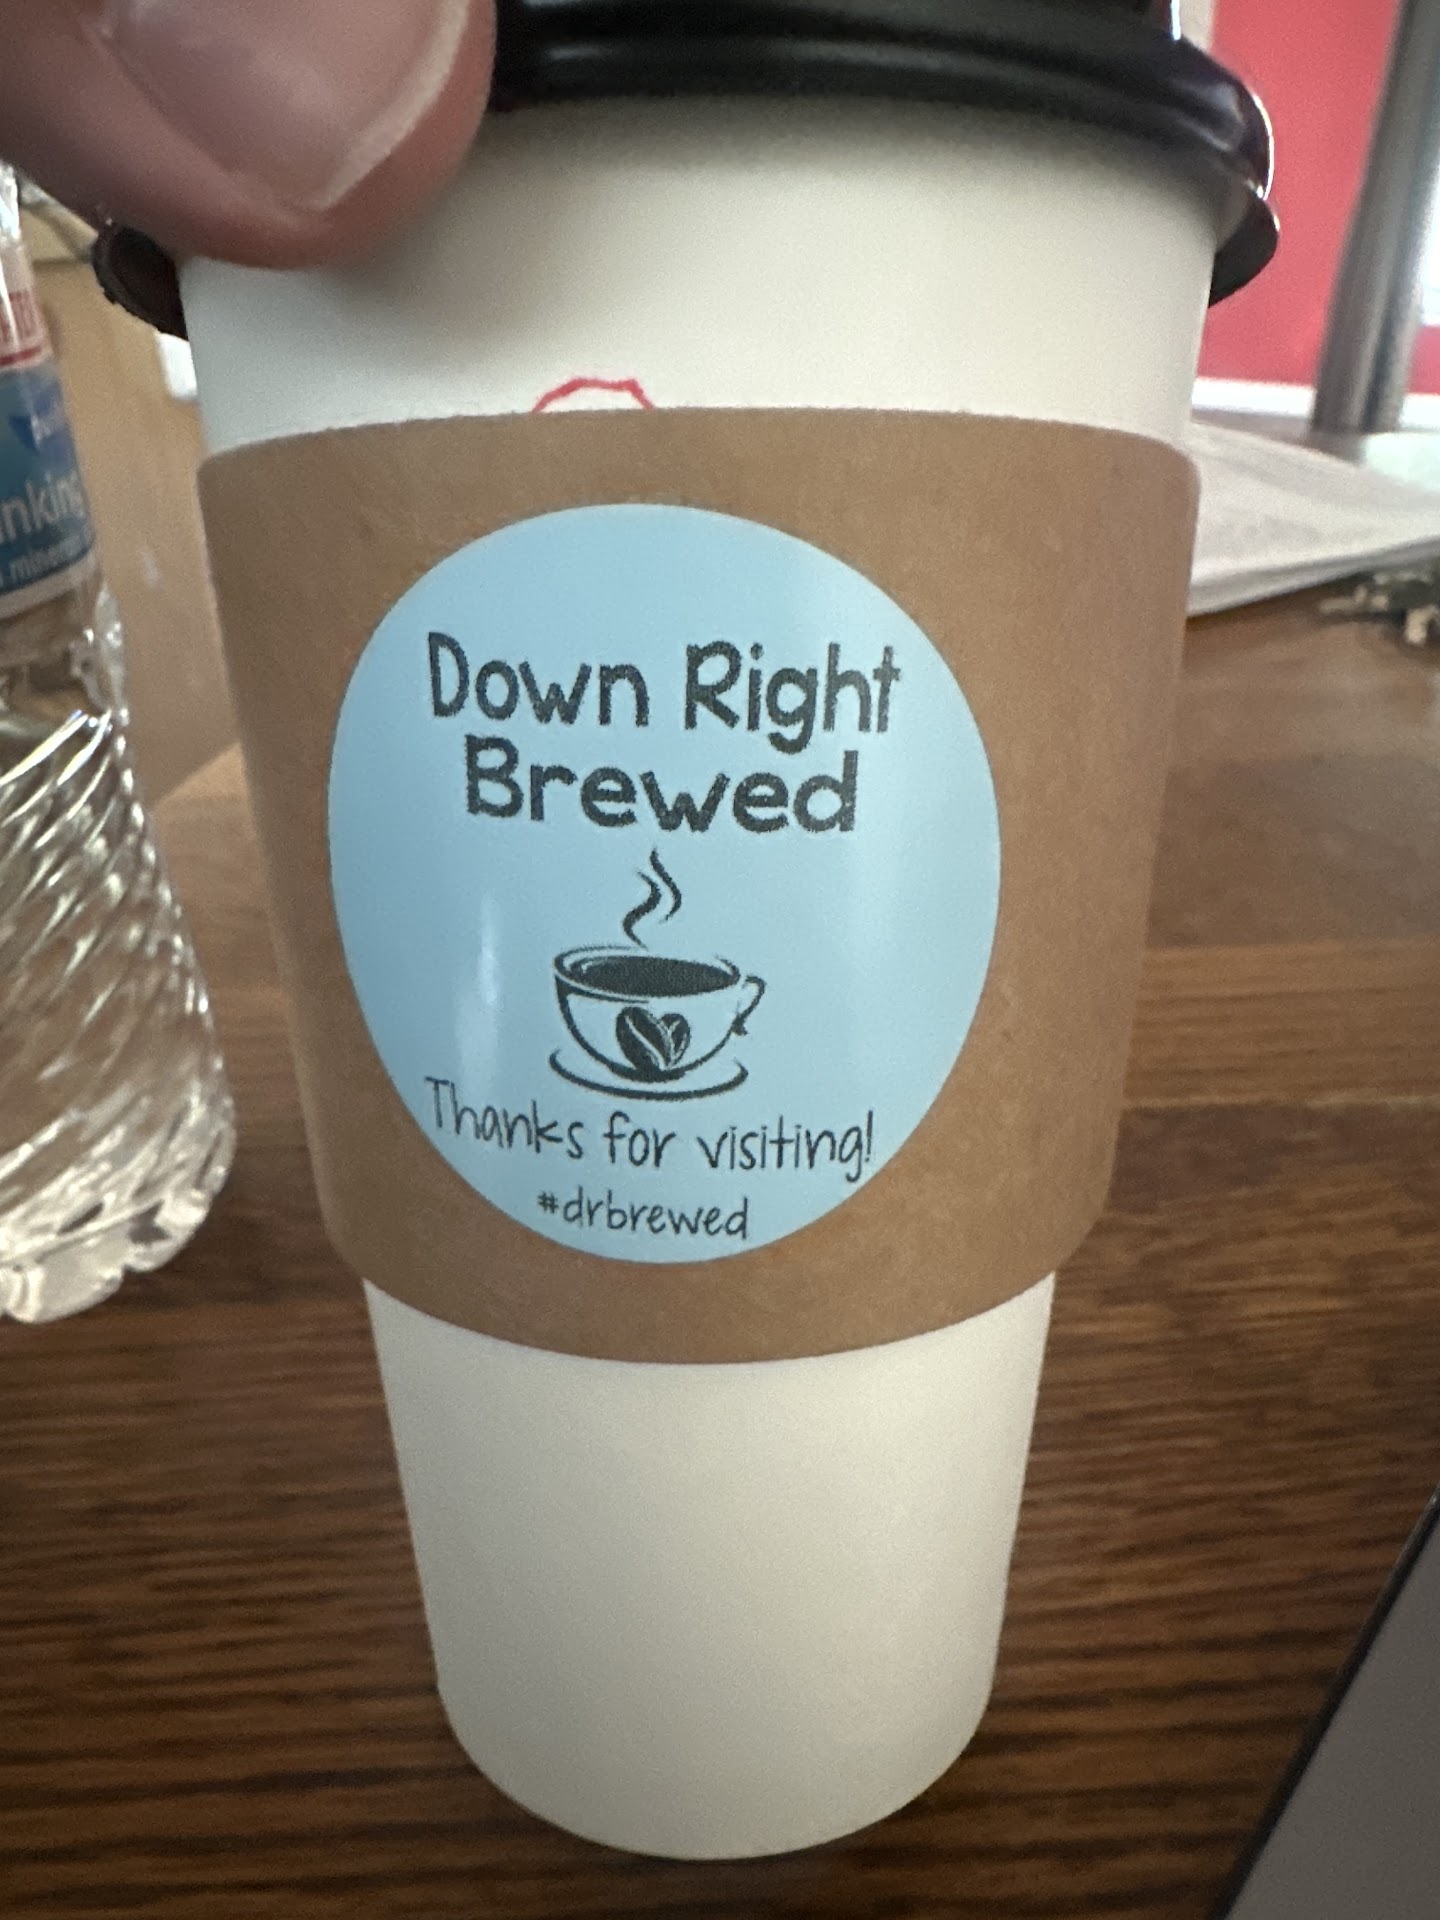 Down Right
Brewed
Thanks for visiting!
#drbrewed